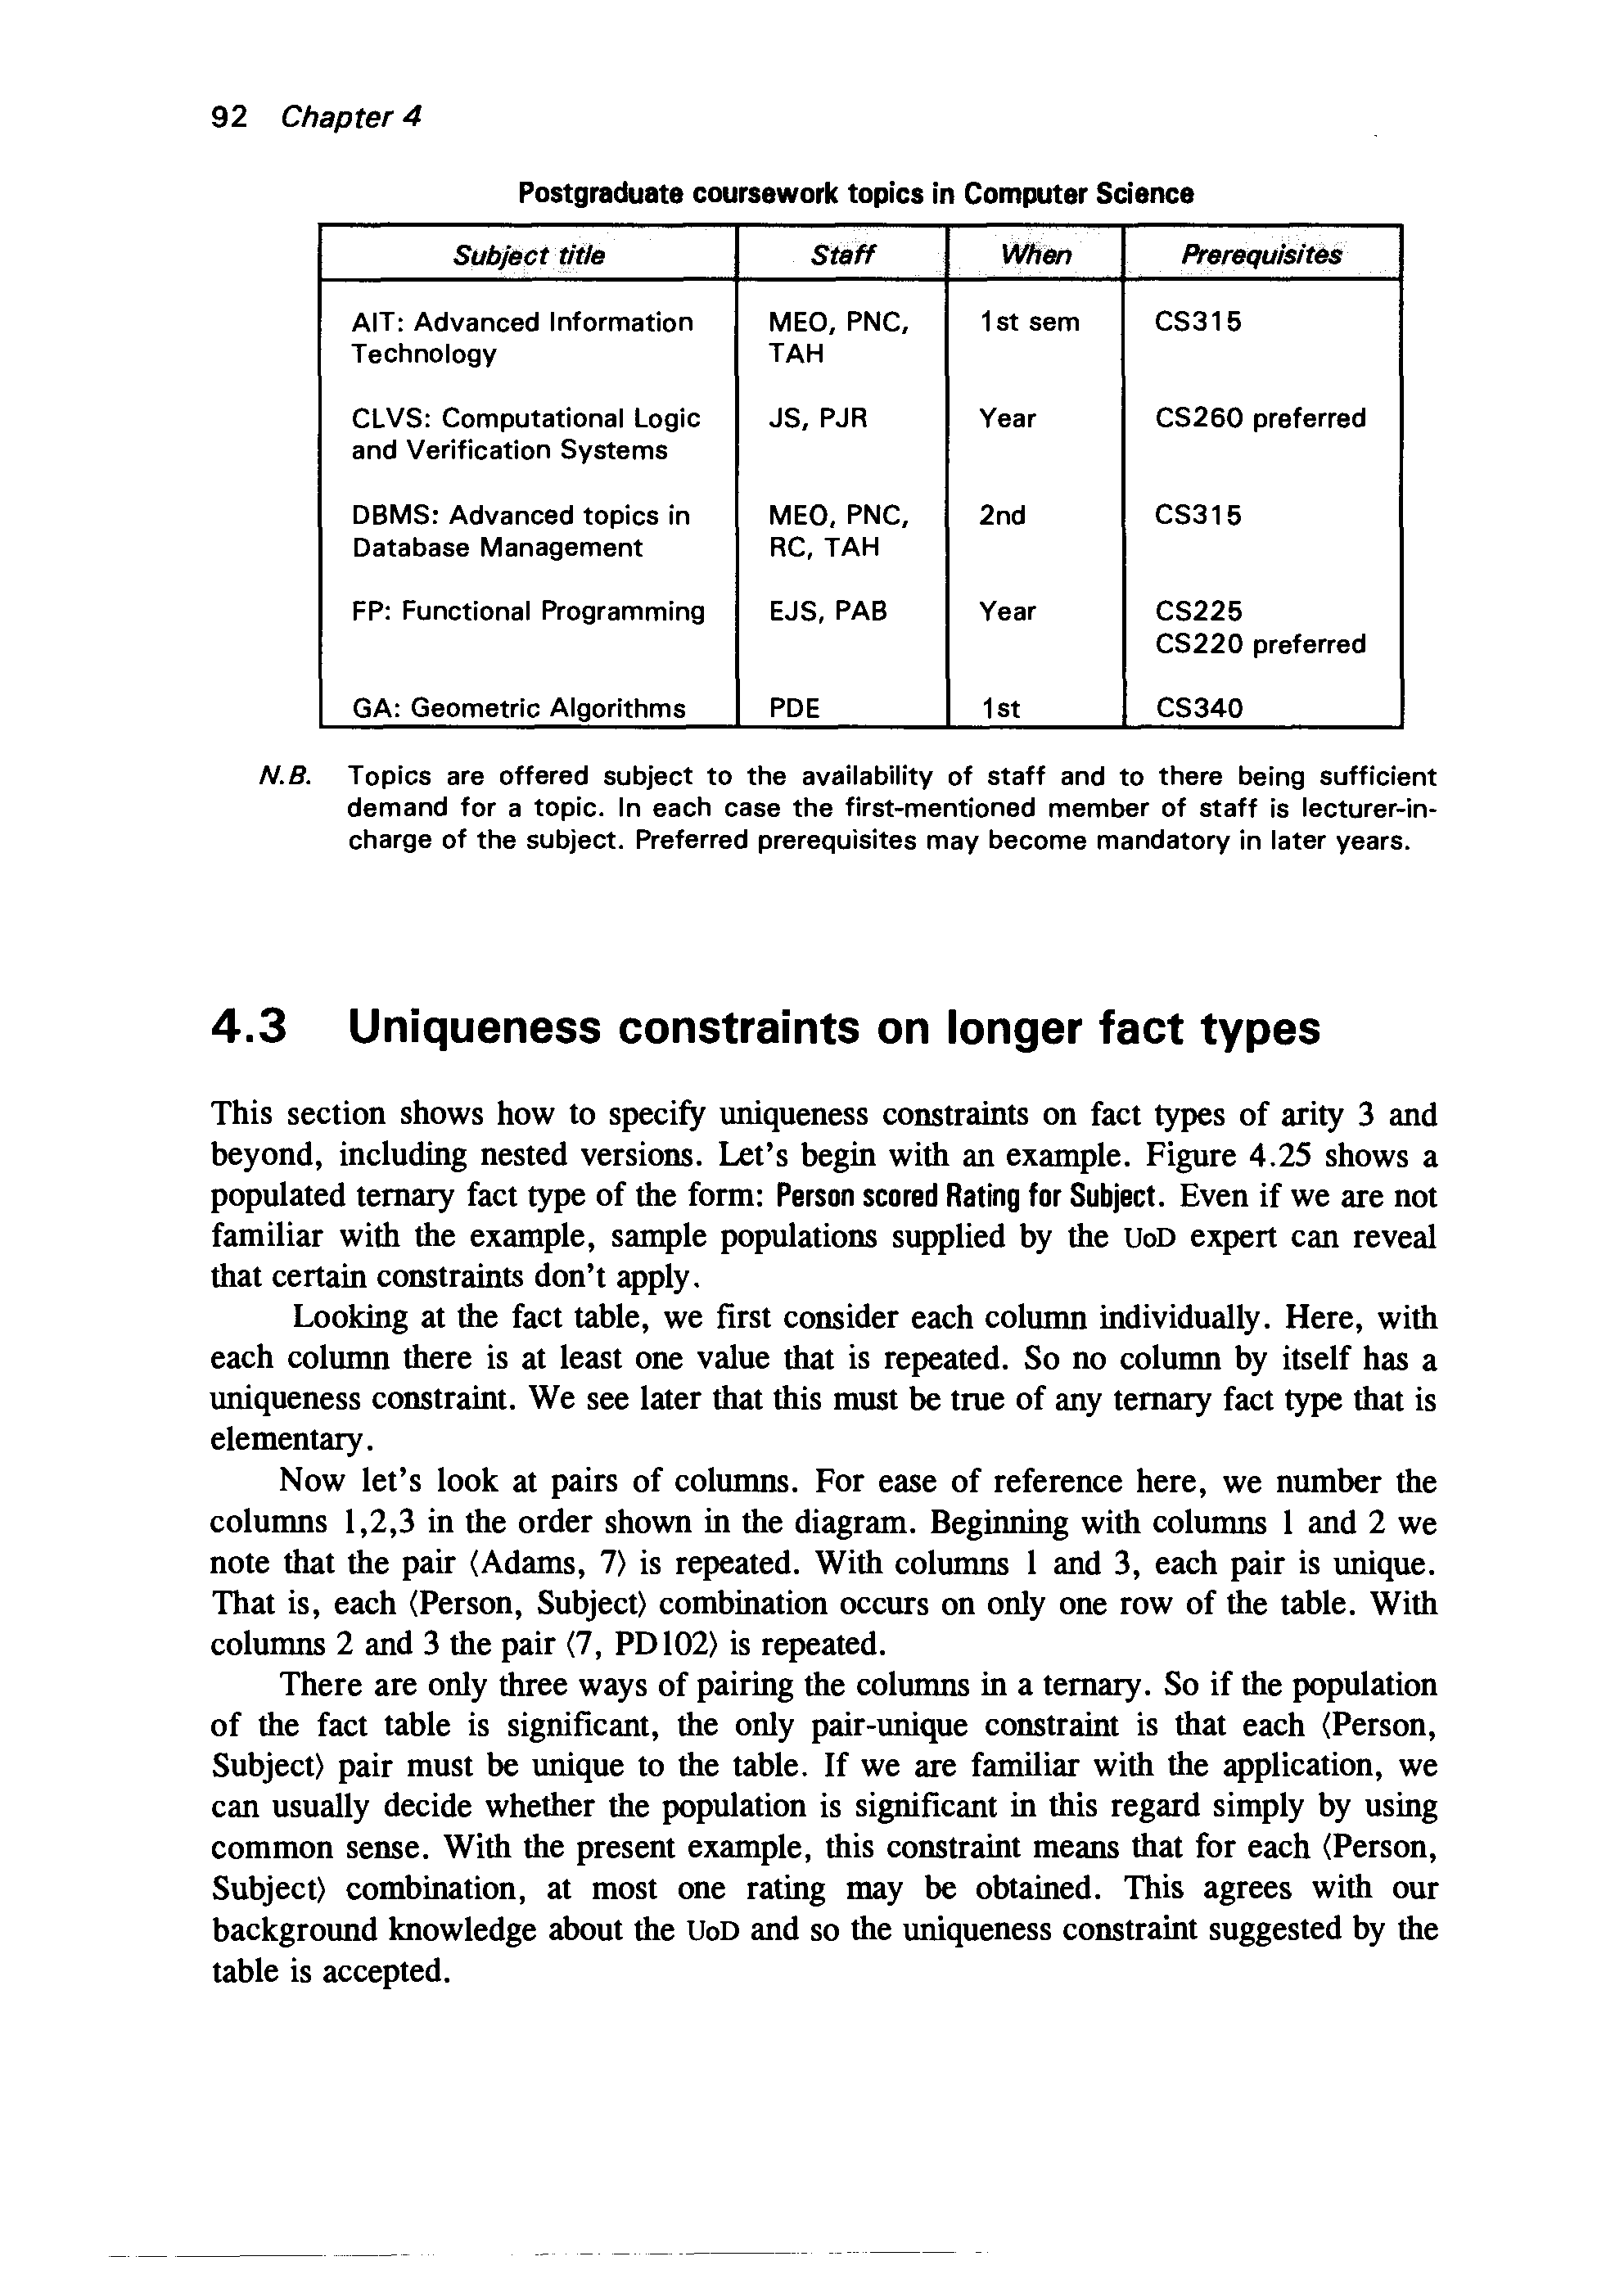 92 Chapter 4
Postgraduate coursework topics in Computer Science
Subject title Staff When Prerequisites
AIT: Advanced Information MEO, PNC, 1st sem CS315
Technology TAH
CLVS: Computational Logic JS, PJR Year CS260 preferred
and Verification Systems
DBMS: Advanced topics in MEO, PNC, 2nd CS315
Database Management RC, TAH
FP: Functional Programming EJS, PAB Year CS225
CS220 preferred
GA: Geometric Algorithms PDE 1st CS340
N.B. Topics are offered subject to the availability of staff and to there being sufficient
demand for a topic. In each case the first-mentioned member of staff is lecturer-in-
charge of the subject. Preferred prerequisites may become mandatory in later years.
4.3 Uniqueness constraints on longer fact types
This section shows how to specify uniqueness constraints on fact types of arity 3 and
beyond, including nested versions. Let's begin with an example. Figure 4.25 shows a
populated ternary fact type of the form: Person scored Rating for Subject. Even if we are not
familiar with the example, sample populations supplied by the UoD expert can reveal
that certain constraints don't apply.
Looking at the fact table, we first consider each column individually. Here, with
each column there is at least one value that is repeated. So no column by itself has a
uniqueness constraint. We see later that this must be true of any ternary fact type that is
elementary.
Now let's look at pairs of columns. For ease of reference here, we number the
columns 1,2,3 in the order shown in the diagram. Beginning with columns 1 and 2 we
note that the pair ⟨Adams, 7⟩ is repeated. With columns 1 and 3, each pair is unique.
That is, each ⟨Person, Subject⟩ combination occurs on only one row of the table. With
columns 2 and 3 the pair ⟨7, PD102⟩ is repeated.
There are only three ways of pairing the columns in a ternary. So if the population
of the fact table is significant, the only pair-unique constraint is that each ⟨Person,
Subject⟩ pair must be unique to the table. If we are familiar with the application, we
can usually decide whether the population is significant in this regard simply by using
common sense. With the present example, this constraint means that for each ⟨Person,
Subject⟩ combination, at most one rating may be obtained. This agrees with our
background knowledge about the UoD and so the uniqueness constraint suggested by the
table is accepted.